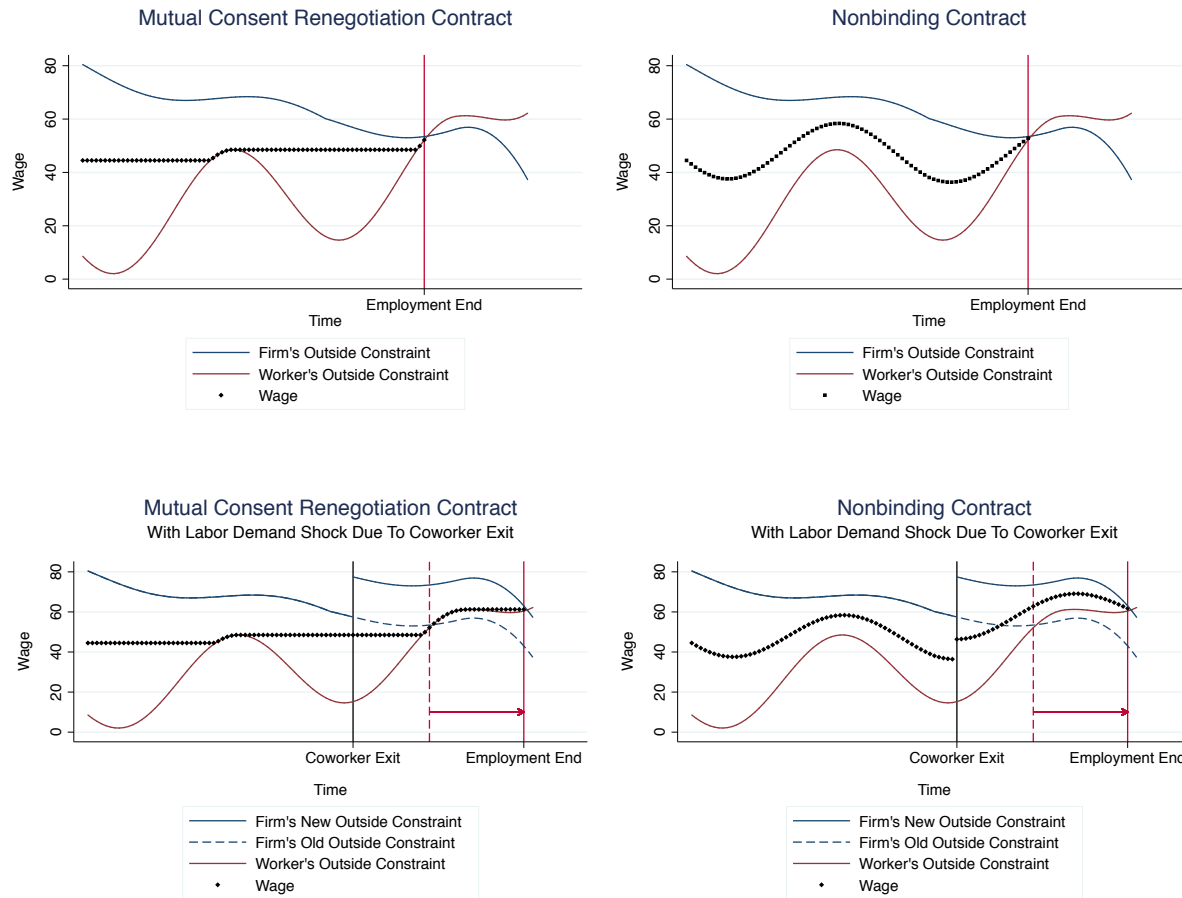 Mutual Consent Renegotiation Contract
80
60
40
20
0
Wage
Employment End
Time
Firm's Outside Constraint
Worker's Outside Constraint
Wage
Nonbinding Contract
80
60
40
20
0
Wage
Employment End
Time
Firm's Outside Constraint
Worker's Outside Constraint
Wage
Mutual Consent Renegotiation Contract
With Labor Demand Shock Due To Coworker Exit
80
60
40
20
0
Wage
Coworker Exit
Employment End
Time
Firm's New Outside Constraint
Firm's Old Outside Constraint
Worker's Outside Constraint
Wage
Nonbinding Contract
With Labor Demand Shock Due To Coworker Exit
80
60
40
20
0
Wage
Coworker Exit
Employment End
Time
Firm's New Outside Constraint
Firm's Old Outside Constraint
Worker's Outside Constraint
Wage